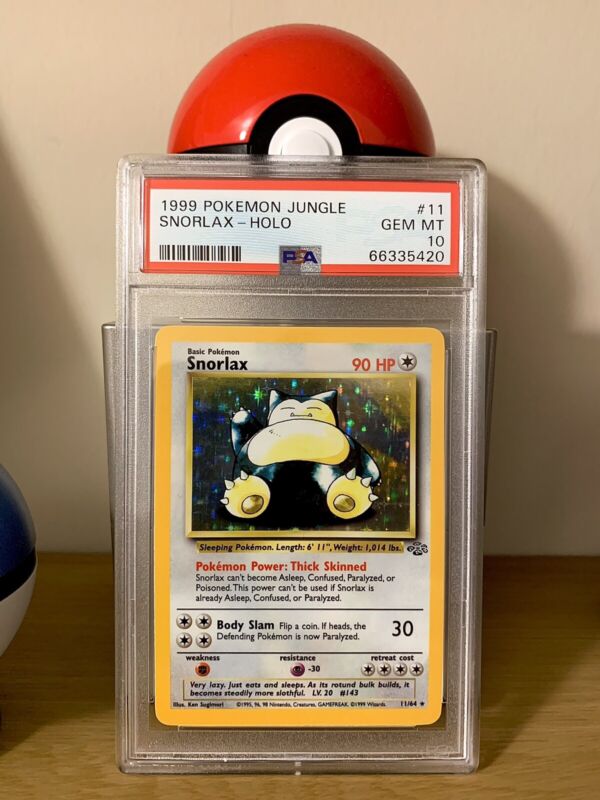 1999 POKEMON JUNGLE #11
SNORLAX – HOLO GEM MT
10
PSA 66335420
Basic Pokémon
Snorlax 90 HP
Sleeping Pokémon. Length: 6' 11", Weight: 1,014 lbs.
Pokémon Power: Thick Skinned
Snorlax can't become Asleep, Confused, Paralyzed, or
Poisoned. This power can't be used if Snorlax is
already Asleep, Confused, or Paralyzed.
Body Slam Flip a coin. If heads, the 30
Defending Pokémon is now Paralyzed.
weakness resistance retreat cost
-30
Very lazy. Just eats and sleeps. As its rotund bulk builds, it
becomes steadily more slothful. LV. 20 #143
Illus. Ken Sugimori ©1995, 96, 98 Nintendo, Creatures, GAMEFREAK. ©1999 Wizards. 11/64 ★
PSA